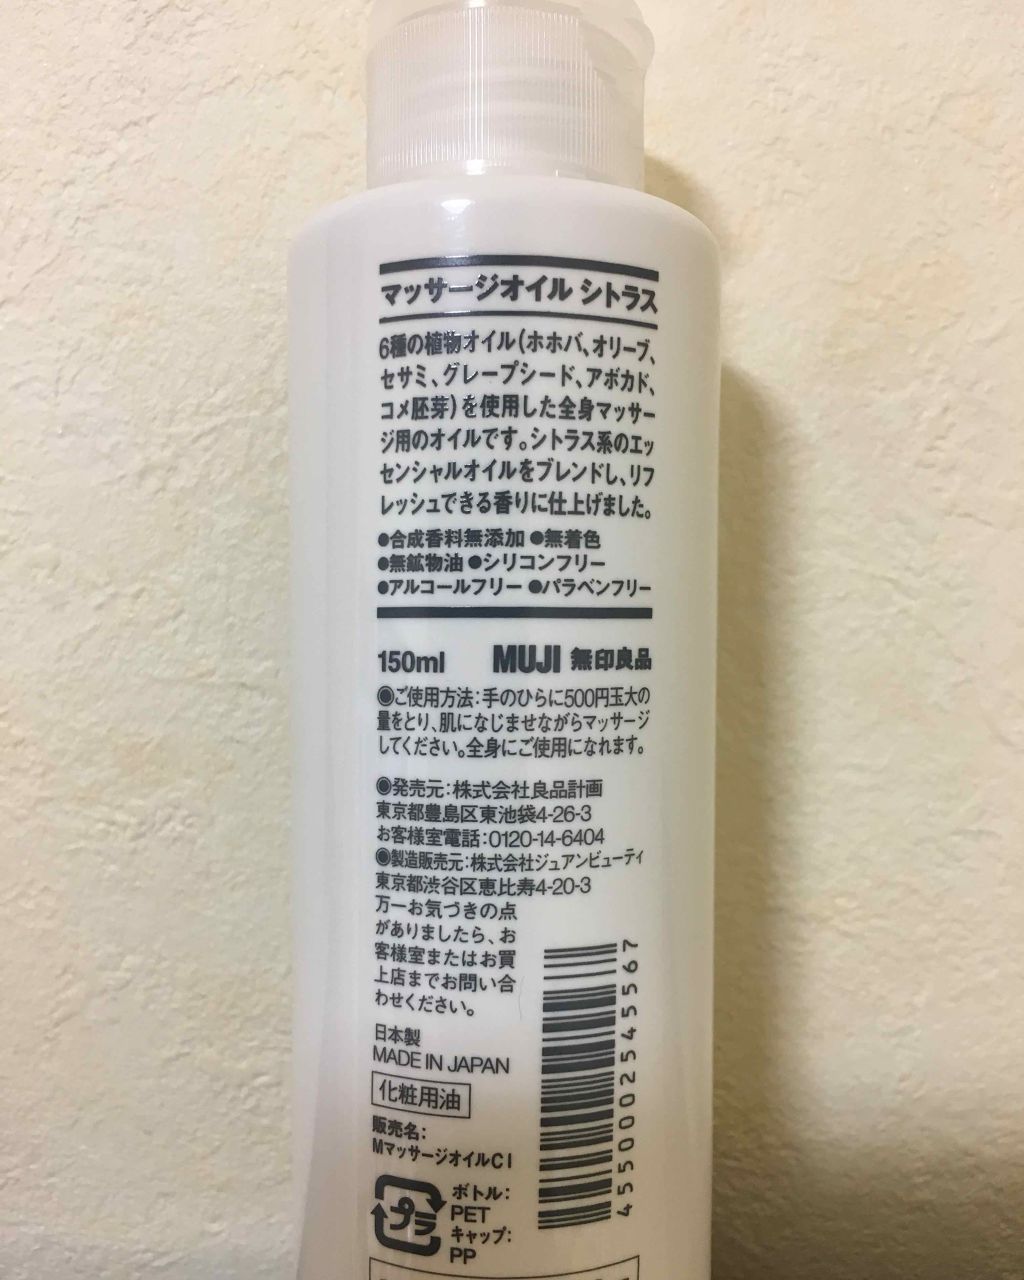 マッサージオイル シトラス
6種の植物オイル(ホホバ、オリーブ、
セサミ、グレープシード、アボカド、
コメ胚芽)を使用した全身マッサー
ジ用のオイルです。シトラス系のエッ
センシャルオイルをブレンドし、リフ
レッシュできる香りに仕上げました。
●合成香料無添加 ●無着色
●無鉱物油 ●シリコンフリー
●アルコールフリー ●パラベンフリー
150ml MUJI 無印良品
◉ご使用方法:手のひらに500円玉大の
量をとり、肌になじませながらマッサージ
してください。全身にご使用になれます。
◉発売元:株式会社良品計画
東京都豊島区東池袋4-26-3
お客様室電話:0120-14-6404
◉製造販売元:株式会社ジュアンビューティ
東京都渋谷区恵比寿4-20-3
万一お気づきの点
がありましたら、お
客様室またはお買
上店までお問い合
わせください。
日本製
MADE IN JAPAN
化粧用油
販売名:
MマッサージオイルCI
プラ
ボトル:
PET
キャップ:
PP
4550002545567